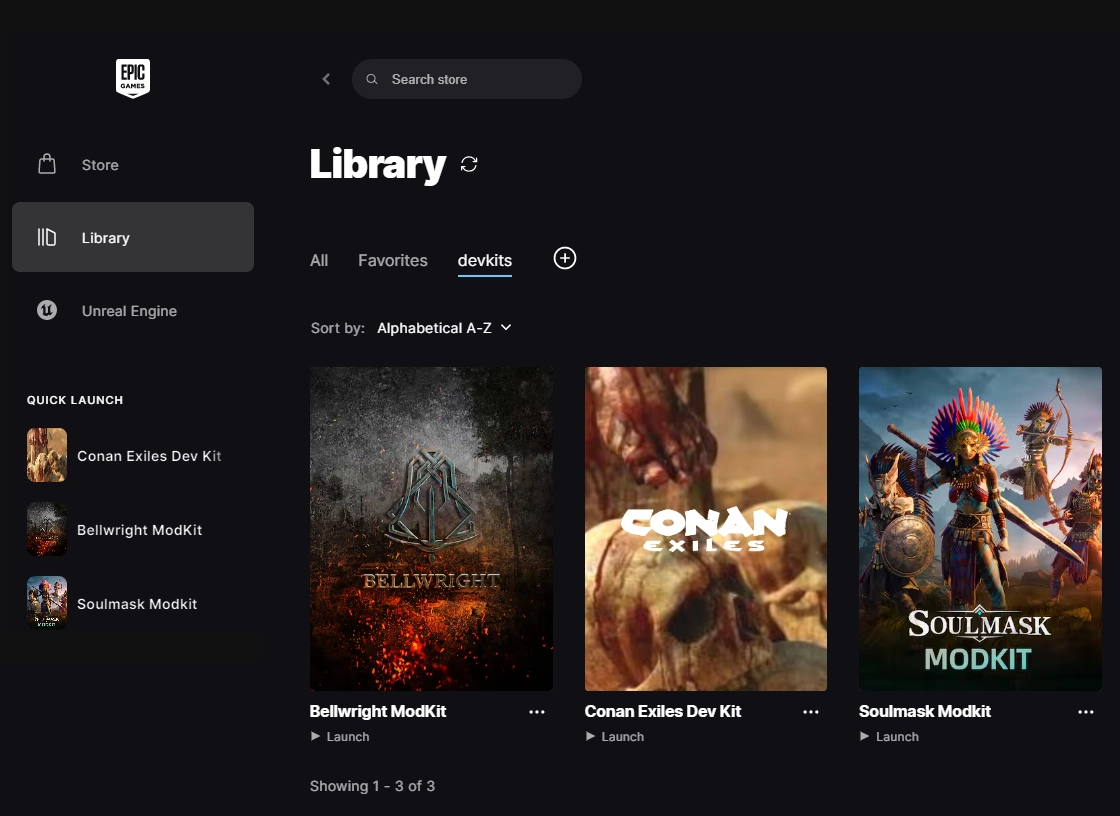 EPIC
GAMES
Search store
Store
Library
Unreal Engine
QUICK LAUNCH
Conan Exiles Dev Kit
Bellwright ModKit
Soulmask Modkit
Library
All Favorites devkits
Sort by: Alphabetical A-Z
BELLWRIGHT
CONAN
EXILES
SOULMASK
MODKIT
Bellwright ModKit
Launch
Conan Exiles Dev Kit
Launch
Soulmask Modkit
Launch
Showing 1 - 3 of 3